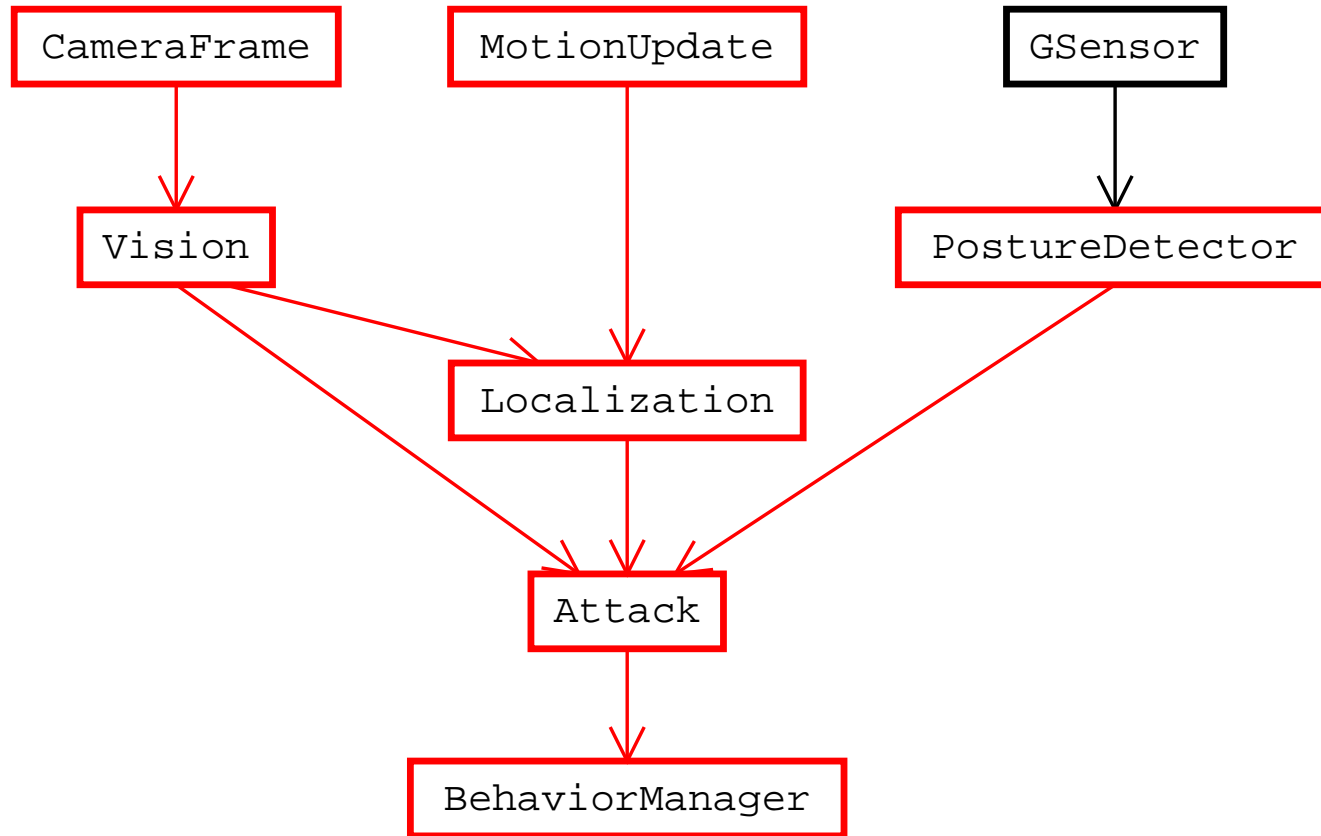 CameraFrame
MotionUpdate
GSensor
Vision
PostureDetector
Localization
Attack
BehaviorManager